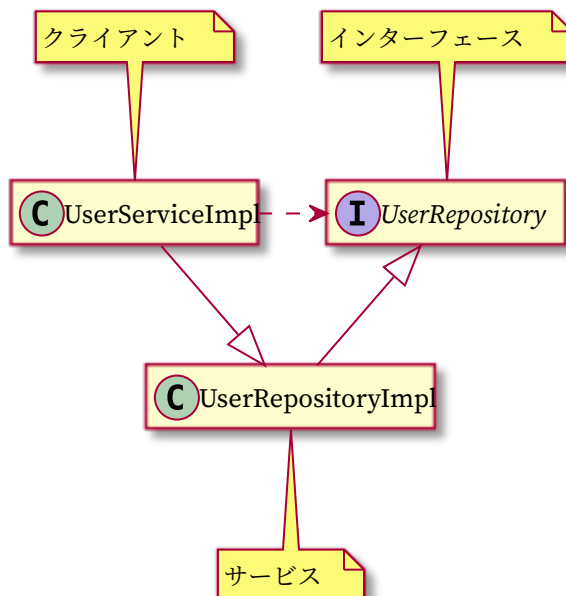 クライアント
インターフェース
C UserServiceImpl
I UserRepository
C UserRepositoryImpl
サービス